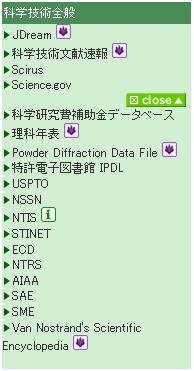 科学技術全般
JDream
科学技術文献速報
Scirus
Science.gov
close
科学研究費補助金データベース
理科年表
Powder Diffraction Data File
特許電子図書館 IPDL
USPTO
NSSN
NTIS
STINET
ECD
NTRS
AIAA
SAE
SME
Van Nostrand's Scientific
Encyclopedia